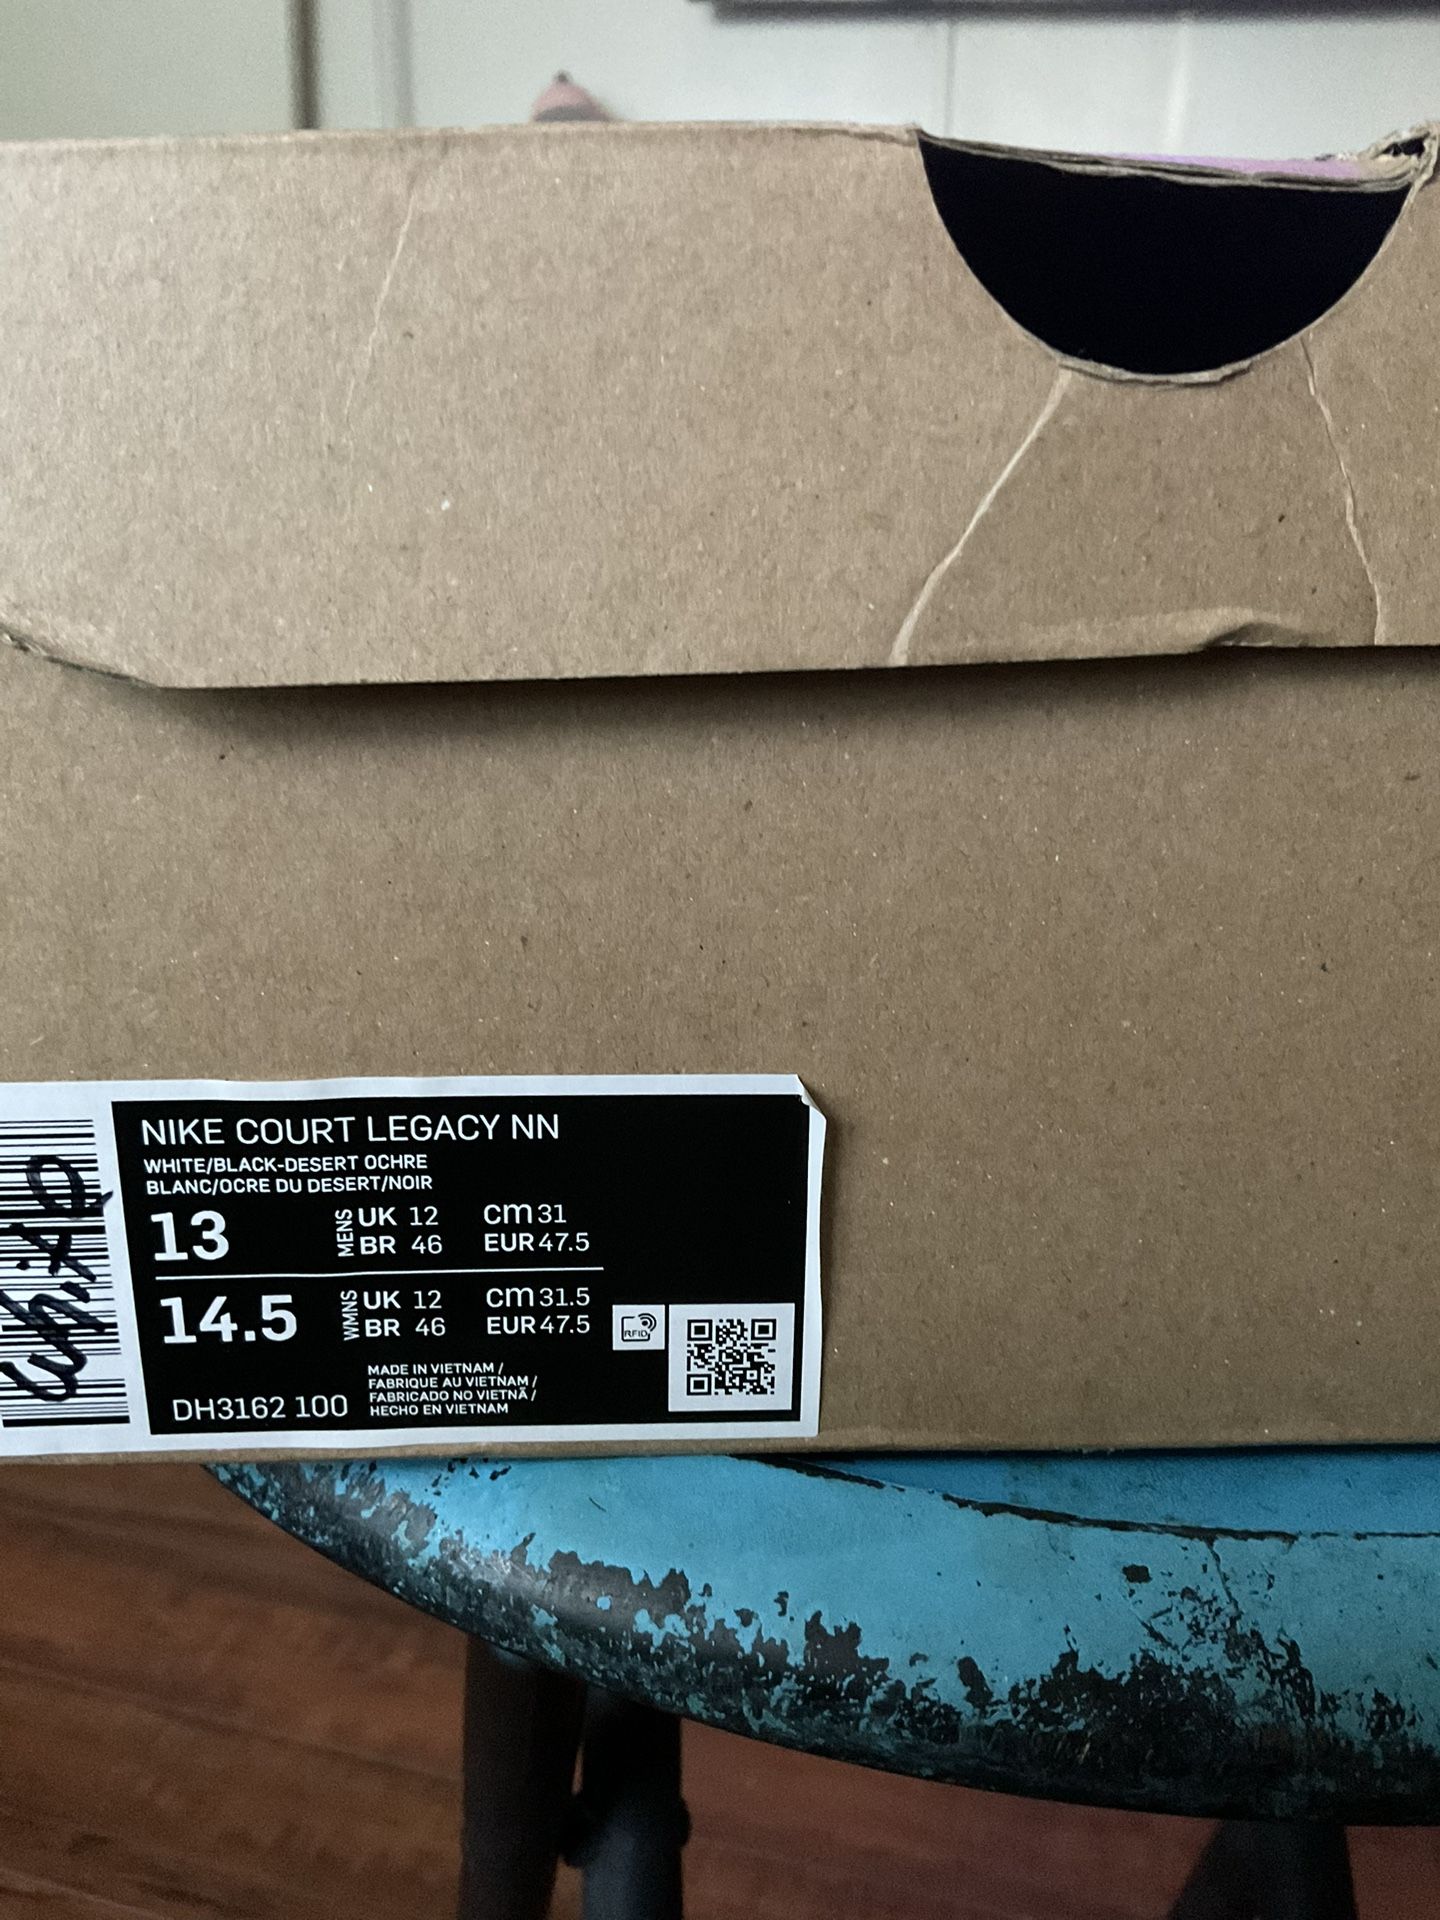 NIKE COURT LEGACY NN
WHITE/BLACK-DESERT OCHRE
BLANC/OCRE DU DESERT/NOIR
13 MENS UK 12 cm 31
BR 46 EUR 47.5
14.5 WMNS UK 12 cm 31.5
BR 46 EUR 47.5
RFID
MADE IN VIETNAM /
FABRIQUE AU VIETNAM /
FABRICADO NO VIETNÃ /
HECHO EN VIETNAM
DH3162 100